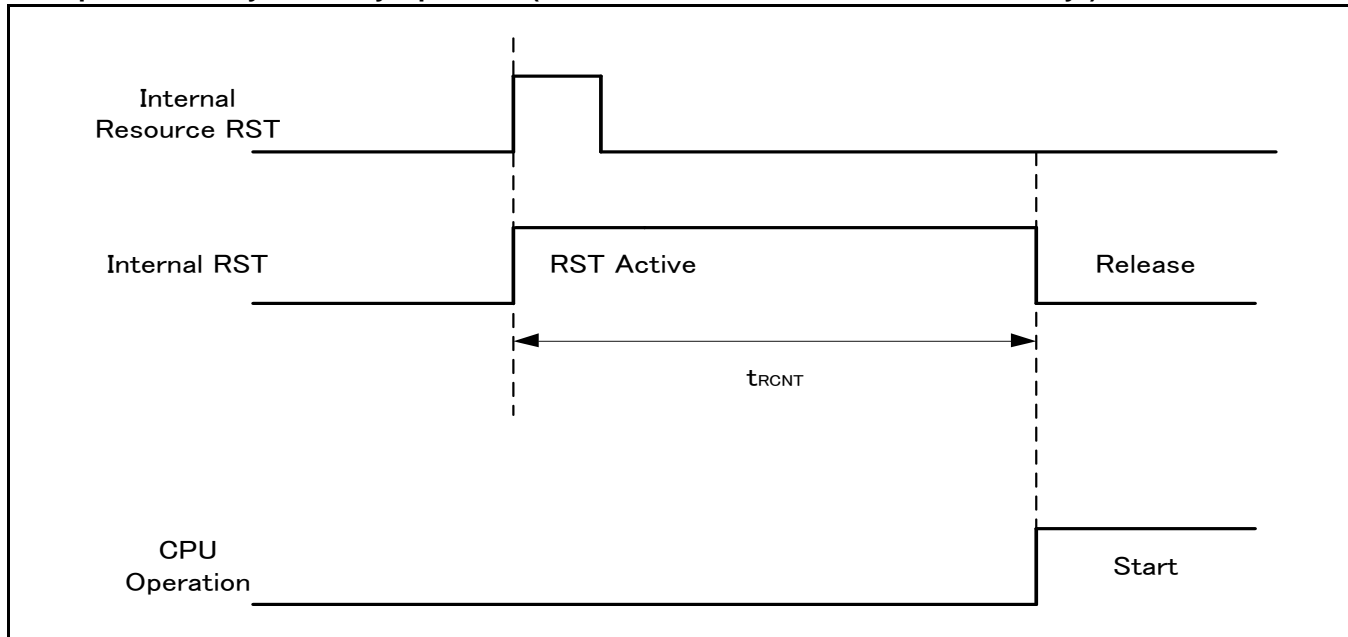 Internal
Resource RST
Internal RST
RST Active
Release
tRCNT
CPU
Operation
Start